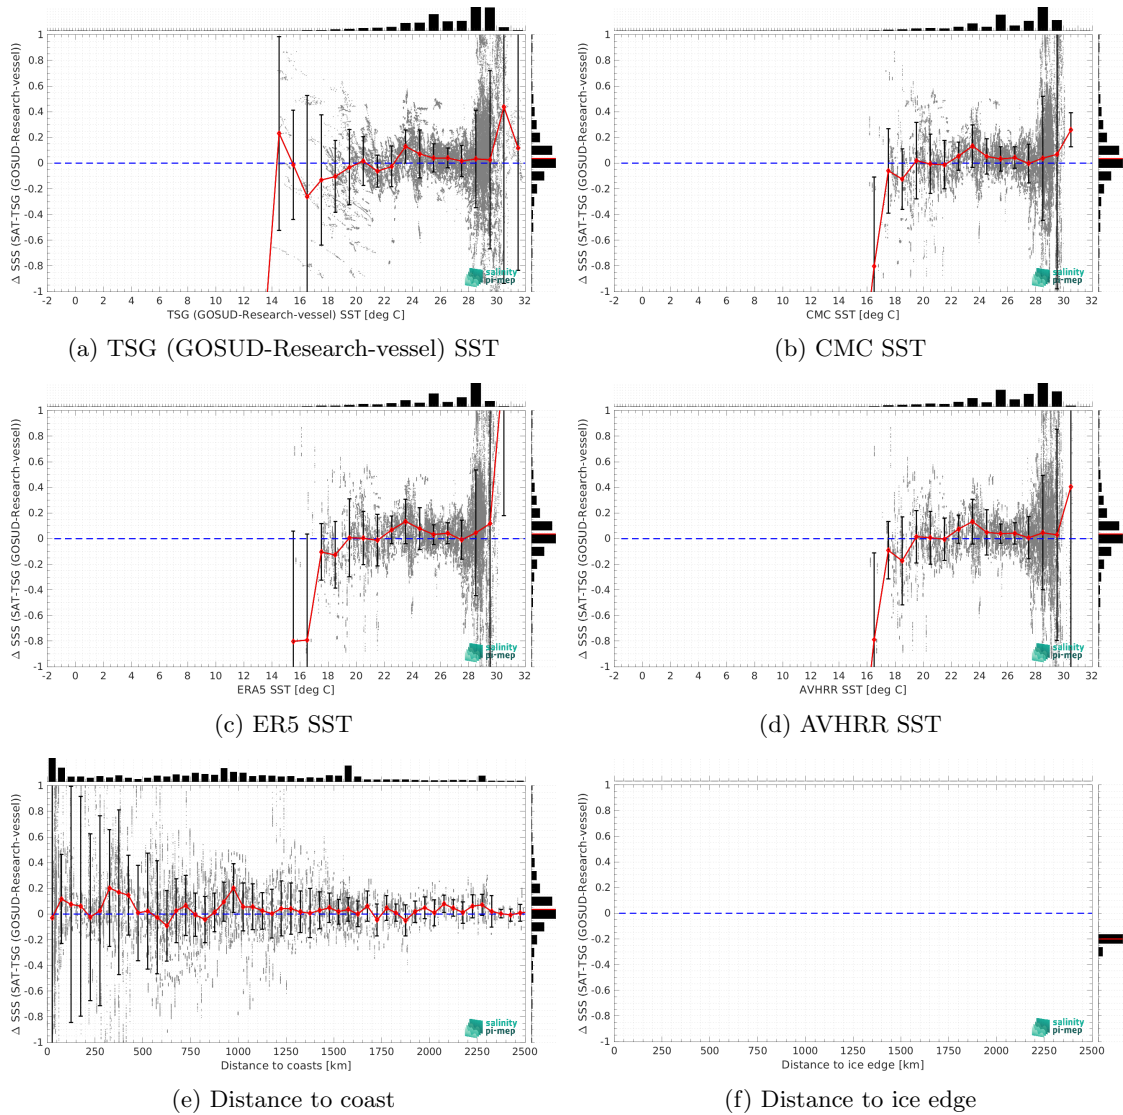 1
0.8
0.6
0.4
0.2
0
-0.2
-0.4
-0.6
-0.8
-1
Δ SSS (SAT-TSG (GOSUD-Research-vessel))
salinity
pi-mep
-2 0 2 4 6 8 10 12 14 16 18 20 22 24 26 28 30 32
TSG (GOSUD-Research-vessel) SST [deg C]
(a) TSG (GOSUD-Research-vessel) SST
1
0.8
0.6
0.4
0.2
0
-0.2
-0.4
-0.6
-0.8
-1
Δ SSS (SAT-TSG (GOSUD-Research-vessel))
salinity
pi-mep
-2 0 2 4 6 8 10 12 14 16 18 20 22 24 26 28 30 32
CMC SST [deg C]
(b) CMC SST
1
0.8
0.6
0.4
0.2
0
-0.2
-0.4
-0.6
-0.8
-1
Δ SSS (SAT-TSG (GOSUD-Research-vessel))
salinity
pi-mep
-2 0 2 4 6 8 10 12 14 16 18 20 22 24 26 28 30 32
ERA5 SST [deg C]
(c) ER5 SST
1
0.8
0.6
0.4
0.2
0
-0.2
-0.4
-0.6
-0.8
-1
Δ SSS (SAT-TSG (GOSUD-Research-vessel))
salinity
pi-mep
-2 0 2 4 6 8 10 12 14 16 18 20 22 24 26 28 30 32
AVHRR SST [deg C]
(d) AVHRR SST
1
0.8
0.6
0.4
0.2
0
-0.2
-0.4
-0.6
-0.8
-1
Δ SSS (SAT-TSG (GOSUD-Research-vessel))
salinity
pi-mep
0 250 500 750 1000 1250 1500 1750 2000 2250 2500
Distance to coasts [km]
(e) Distance to coast
1
0.8
0.6
0.4
0.2
0
-0.2
-0.4
-0.6
-0.8
-1
Δ SSS (SAT-TSG (GOSUD-Research-vessel))
salinity
pi-mep
0 250 500 750 1000 1250 1500 1750 2000 2250 2500
Distance to ice edge [km]
(f) Distance to ice edge